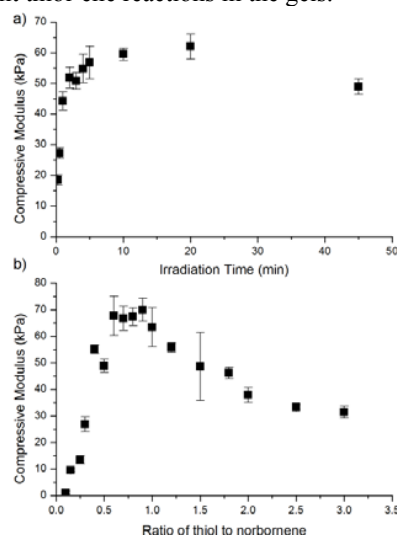 thiol-ene reactions in the gels.
a)
70
60
50
40
30
20
10
0
Compressive Modulus (kPa)
0 10 20 30 40 50
Irradiation Time (min)
b)
80
70
60
50
40
30
20
10
0
Compressive Modulus (kPa)
0.0 0.5 1.0 1.5 2.0 2.5 3.0 3.5
Ratio of thiol to norbornene